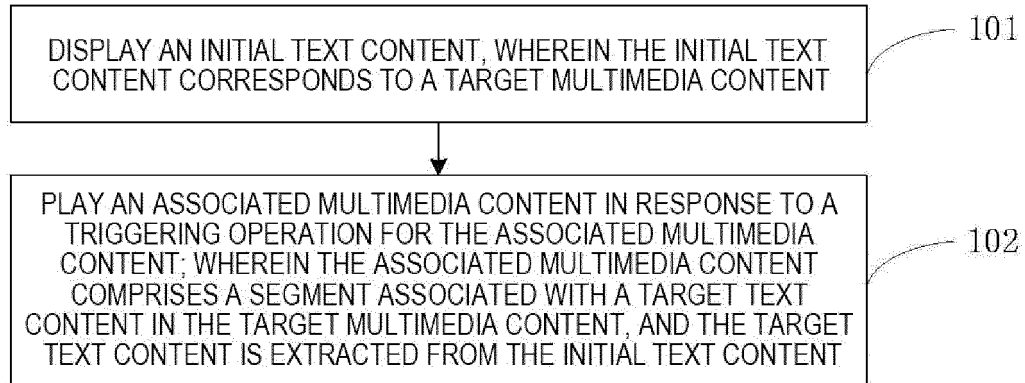 DISPLAY AN INITIAL TEXT CONTENT, WHEREIN THE INITIAL TEXT
CONTENT CORRESPONDS TO A TARGET MULTIMEDIA CONTENT
101
PLAY AN ASSOCIATED MULTIMEDIA CONTENT IN RESPONSE TO A
TRIGGERING OPERATION FOR THE ASSOCIATED MULTIMEDIA
CONTENT; WHEREIN THE ASSOCIATED MULTIMEDIA CONTENT
COMPRISES A SEGMENT ASSOCIATED WITH A TARGET TEXT
CONTENT IN THE TARGET MULTIMEDIA CONTENT, AND THE TARGET
TEXT CONTENT IS EXTRACTED FROM THE INITIAL TEXT CONTENT
102